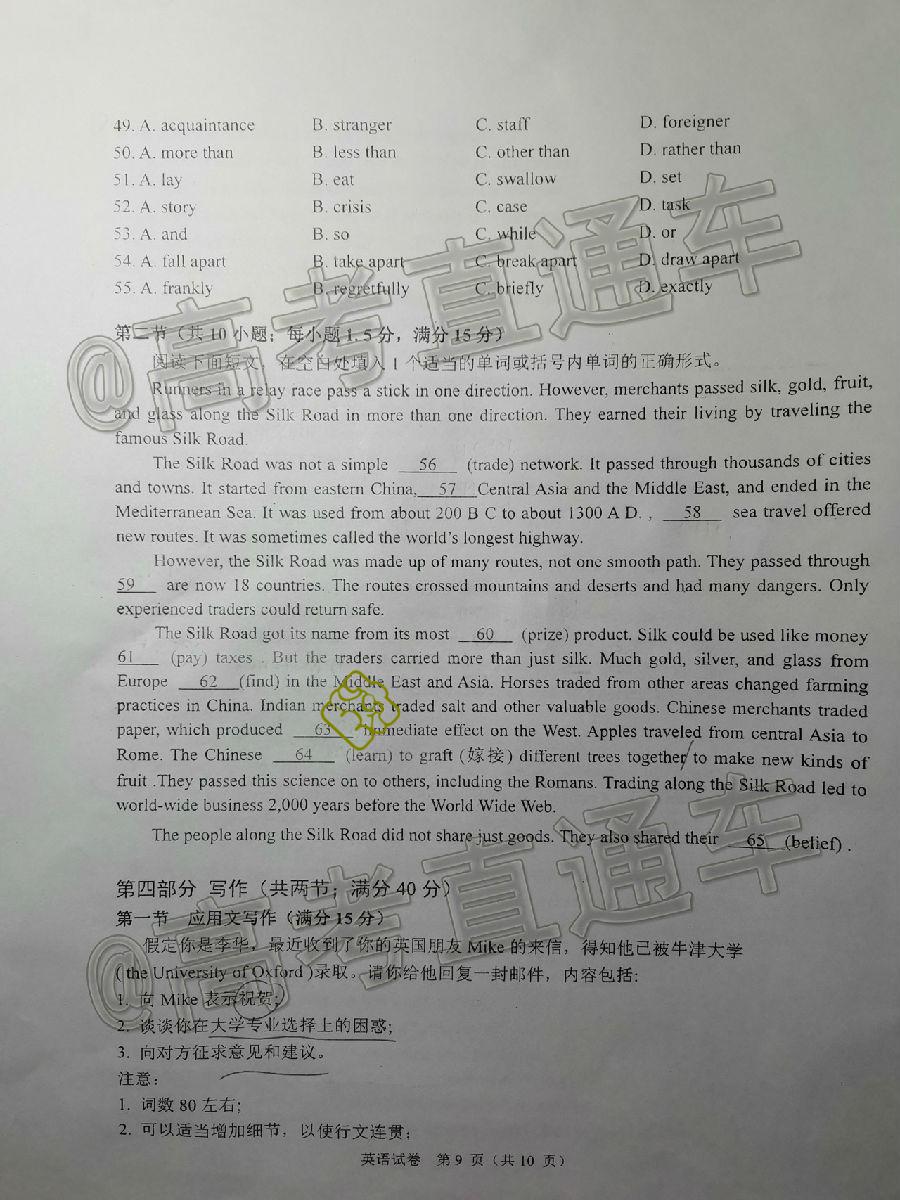 49. A. acquaintance B. stranger C. staff D. foreigner
50. A. more than B. less than C. other than D. rather than
51. A. lay B. eat C. swallow D. set
52. A. story B. crisis C. case D. task
53. A. and B. so C. while D. or
54. A. fall apart B. take apart C. break apart D. draw apart
55. A. frankly B. regretfully C. briefly D. exactly
@高考直通车
第二节（共 10 小题；每小题 1.5 分，满分 15 分）
阅读下面短文，在空白处填入 1 个适当的单词或括号内单词的正确形式。
Runners in a relay race pass a stick in one direction. However, merchants passed silk, gold, fruit,
and glass along the Silk Road in more than one direction. They earned their living by traveling the
famous Silk Road.
The Silk Road was not a simple 56 (trade) network. It passed through thousands of cities
and towns. It started from eastern China, 57 Central Asia and the Middle East, and ended in the
Mediterranean Sea. It was used from about 200 B C to about 1300 A D. , 58 sea travel offered
new routes. It was sometimes called the world's longest highway.
However, the Silk Road was made up of many routes, not one smooth path. They passed through
59 are now 18 countries. The routes crossed mountains and deserts and had many dangers. Only
experienced traders could return safe.
The Silk Road got its name from its most 60 (prize) product. Silk could be used like money
61 (pay) taxes . But the traders carried more than just silk. Much gold, silver, and glass from
Europe 62 (find) in the Middle East and Asia. Horses traded from other areas changed farming
practices in China. Indian merchants traded salt and other valuable goods. Chinese merchants traded
paper, which produced 63 immediate effect on the West. Apples traveled from central Asia to
Rome. The Chinese 64 (learn) to graft (嫁接) different trees together to make new kinds of
fruit .They passed this science on to others, including the Romans. Trading along the Silk Road led to
world-wide business 2,000 years before the World Wide Web.
The people along the Silk Road did not share just goods. They also shared their 65 (belief) .
@高考直通车
第四部分 写作（共两节；满分 40 分）
第一节 应用文写作（满分 15 分）
假定你是李华，最近收到了你的英国朋友 Mike 的来信，得知他已被牛津大学
( the University of Oxford )录取。请你给他回复一封邮件，内容包括：
1. 向 Mike 表示祝贺；
2. 谈谈你在大学专业选择上的困惑；
3. 向对方征求意见和建议。
注意：
1. 词数 80 左右；
2. 可以适当增加细节，以使行文连贯；
英语试卷 第 9 页（共 10 页）